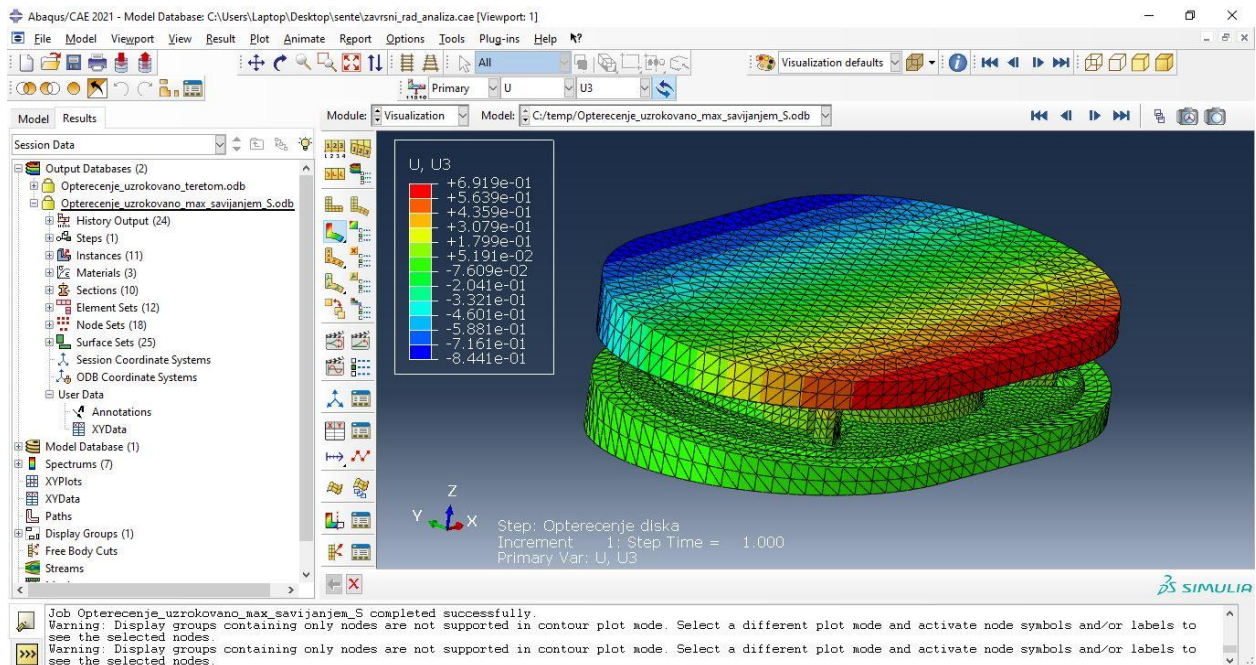 Abaqus/CAE 2021 - Model Database: C:\Users\Laptop\Desktop\sente\zavrsni_rad_analiza.cae [Viewport: 1]
File Model Viewport View Result Plot Animate Report Options Tools Plug-ins Help
All
Visualization defaults
Primary U U3
Model Results
Module: Visualization Model: C:/temp/Opterecenje_uzrokovano_max_savijanjem_S.odb
Session Data
Output Databases (2)
Opterecenje_uzrokovano_teretom.odb
Opterecenje_uzrokovano_max_savijanjem_S.odb
History Output (24)
Steps (1)
Instances (11)
Materials (3)
Sections (10)
Element Sets (12)
Node Sets (18)
Surface Sets (25)
Session Coordinate Systems
ODB Coordinate Systems
User Data
Annotations
XYData
Model Database (1)
Spectrums (7)
XYPlots
XYData
Paths
Display Groups (1)
Free Body Cuts
Streams
U, U3
+6.919e-01
+5.639e-01
+4.359e-01
+3.079e-01
+1.799e-01
+5.191e-02
-7.609e-02
-2.041e-01
-3.321e-01
-4.601e-01
-5.881e-01
-7.161e-01
-8.441e-01
Z
Y X
Step: Opterecenje diska
Increment 1: Step Time = 1.000
Primary Var: U, U3
SIMULIA
Job Opterecenje_uzrokovano_max_savijanjem_S completed successfully.
Warning: Display groups containing only nodes are not supported in contour plot mode. Select a different plot mode and activate node symbols and/or labels to
see the selected nodes.
Warning: Display groups containing only nodes are not supported in contour plot mode. Select a different plot mode and activate node symbols and/or labels to
see the selected nodes.